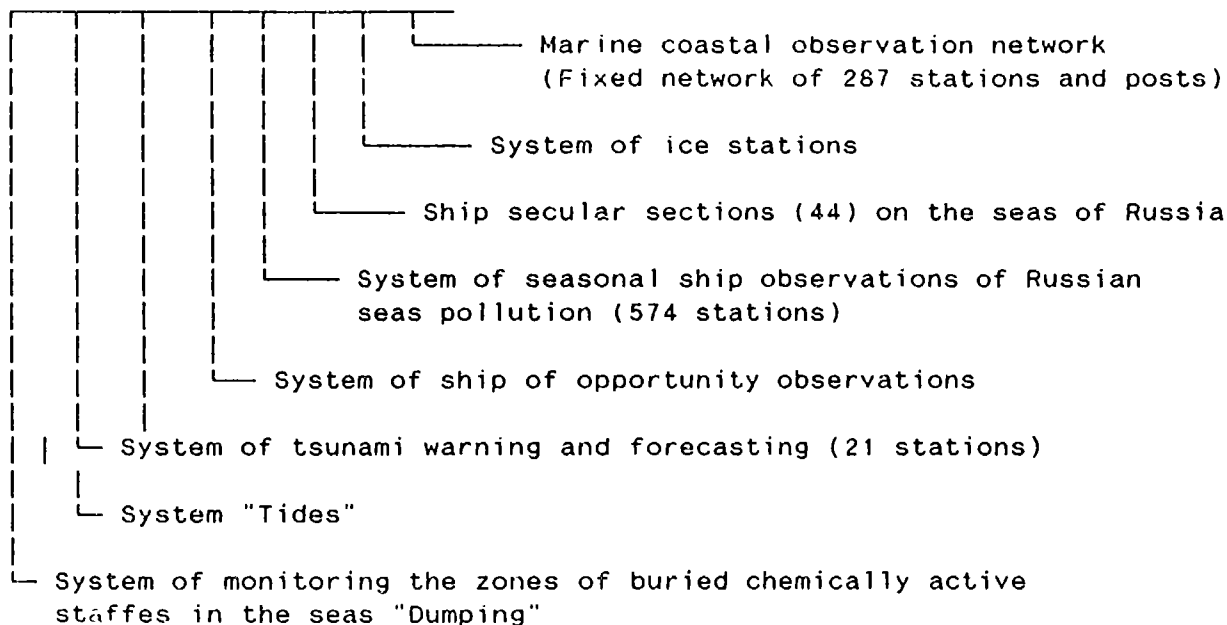 Marine coastal observation network
(Fixed network of 287 stations and posts)
System of ice stations
Ship secular sections (44) on the seas of Russia
System of seasonal ship observations of Russian
seas pollution (574 stations)
System of ship of opportunity observations
System of tsunami warning and forecasting (21 stations)
System "Tides"
System of monitoring the zones of buried chemically active
staffes in the seas "Dumping"